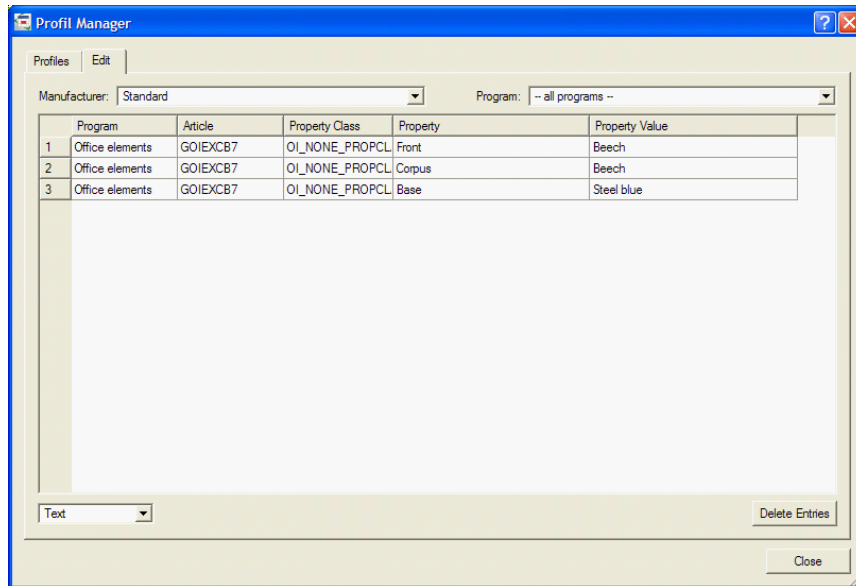 Profil Manager
Profiles Edit
Manufacturer: Standard Program: -- all programs --
Program Article Property Class Property Property Value
1 Office elements GOIEXCB7 OI_NONE_PROPCL Front Beech
2 Office elements GOIEXCB7 OI_NONE_PROPCL Corpus Beech
3 Office elements GOIEXCB7 OI_NONE_PROPCL Base Steel blue
Text Delete Entries
Close